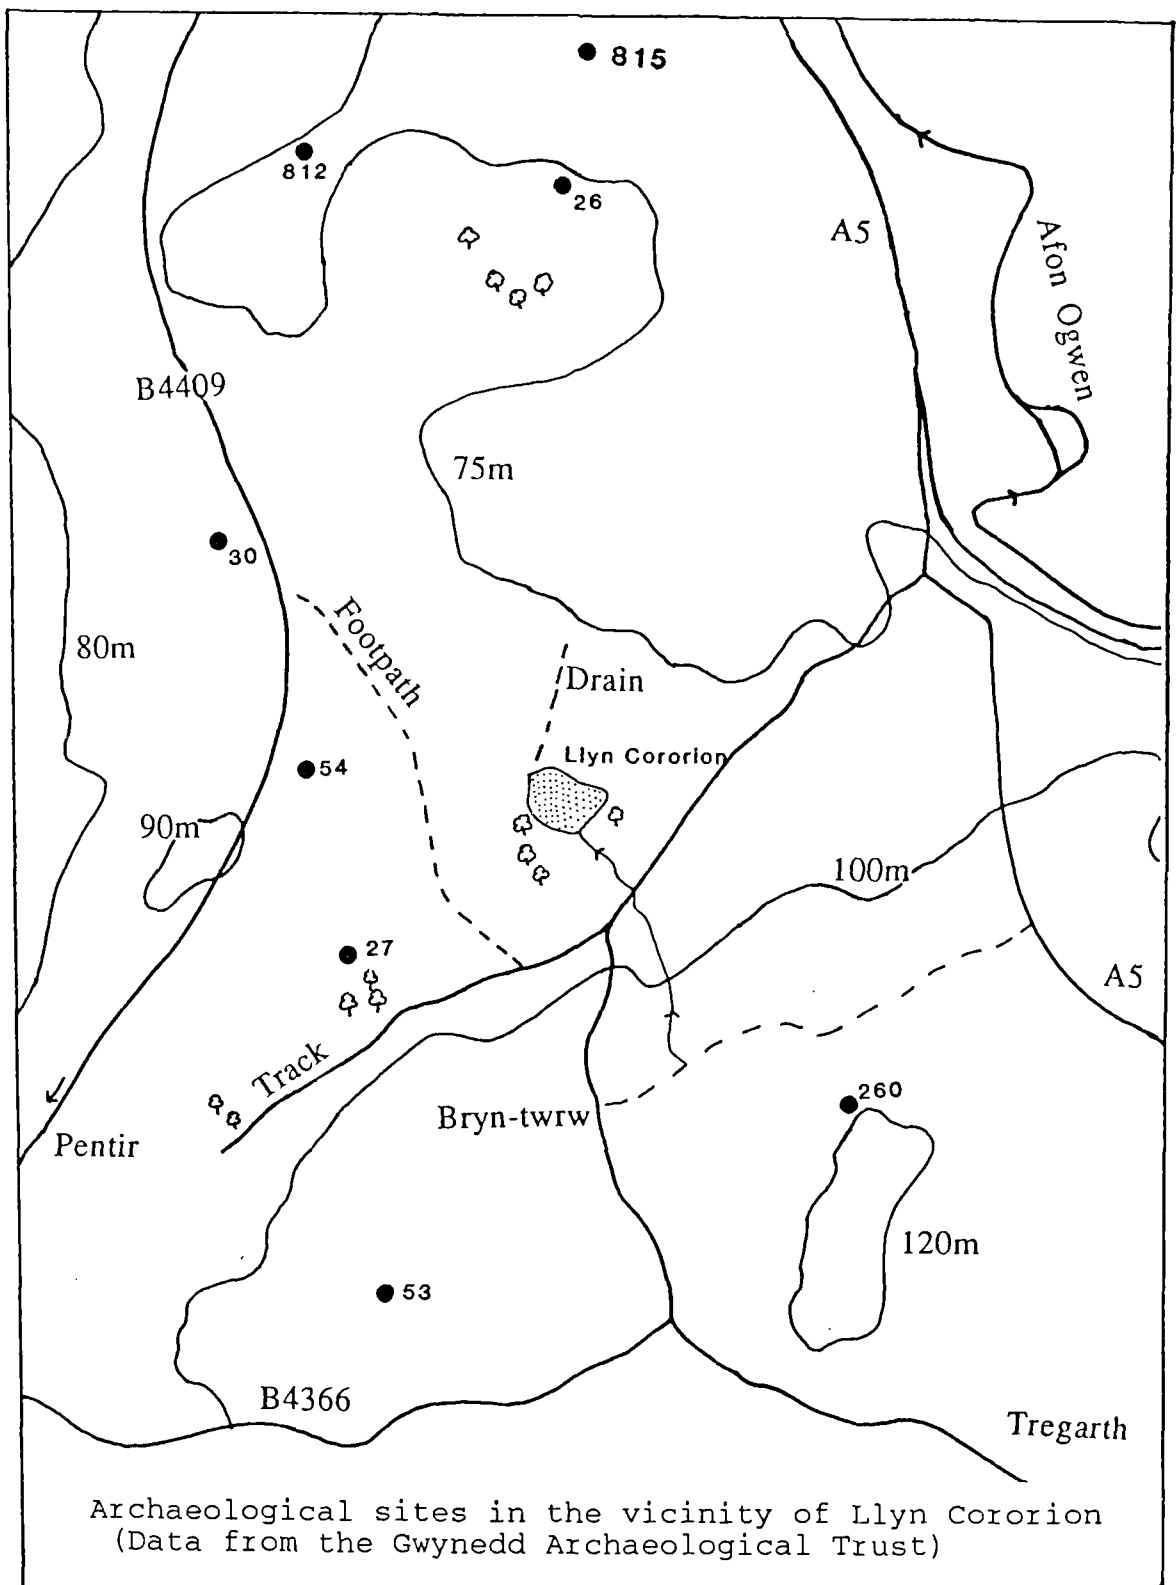 815
812
26
A5
Afon Ogwen
B4409
75m
30
Footpath
80m
Drain
Llyn Cororion
54
90m
100m
27
A5
Track
260
Bryn-twrw
Pentir
120m
53
B4366
Tregarth
Archaeological sites in the vicinity of Llyn Cororion
(Data from the Gwynedd Archaeological Trust)